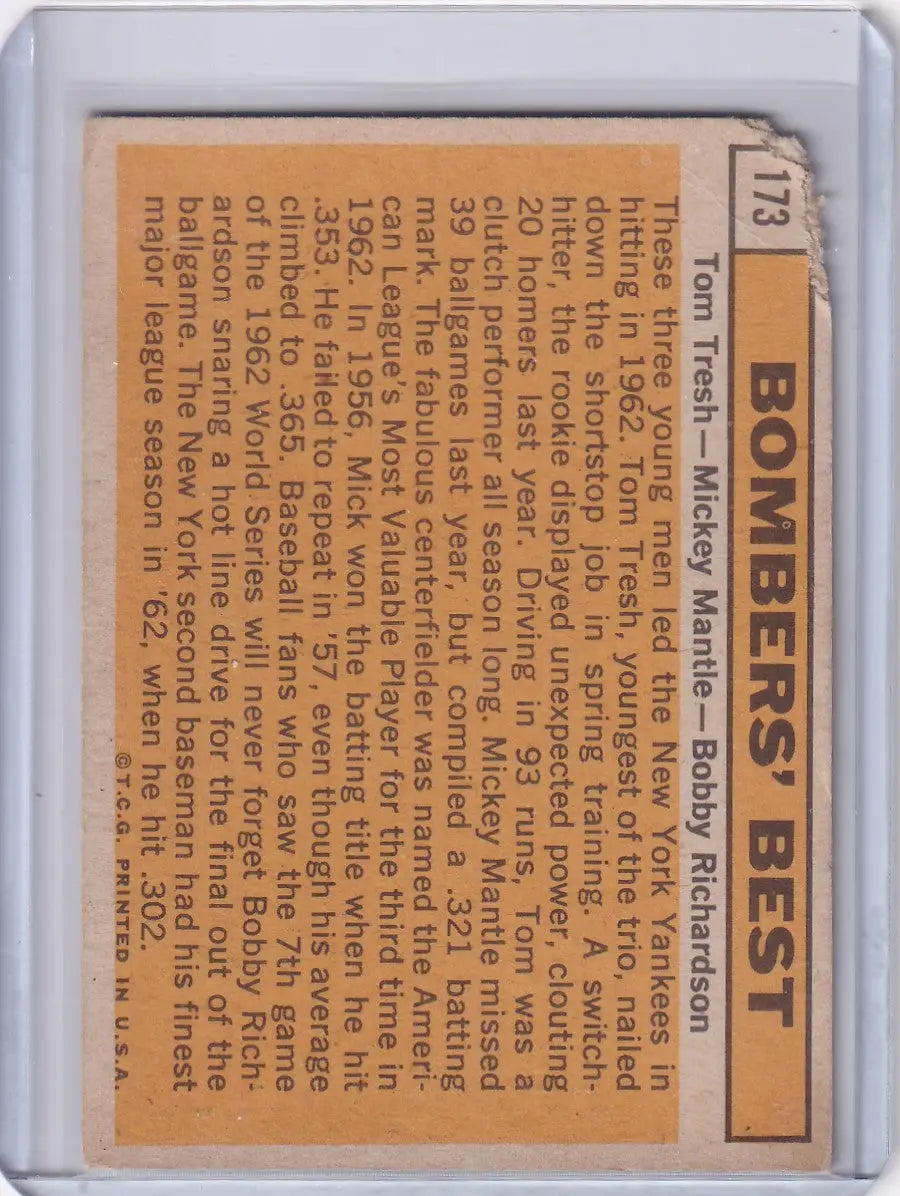 173
BOMBERS' BEST
Tom Tresh—Mickey Mantle—Bobby Richardson
These three young men led the New York Yankees in
hitting in 1962. Tom Tresh, youngest of the trio, nailed
down the shortstop job in spring training. A switch-
hitter, the rookie displayed unexpected power, clouting
20 homers last year. Driving in 93 runs, Tom was a
clutch performer all season long. Mickey Mantle missed
39 ballgames last year, but compiled a .321 batting
mark. The fabulous centerfielder was named the Ameri-
can League's Most Valuable Player for the third time in
1962. In 1956, Mick won the batting title when he hit
.353. He failed to repeat in '57, even though his average
climbed to .365. Baseball fans who saw the 7th game
of the 1962 World Series will never forget Bobby Rich-
ardson snaring a hot line drive for the final out of the
ballgame. The New York second baseman had his finest
major league season in '62, when he hit .302.
©T.C.G. PRINTED IN U.S.A.